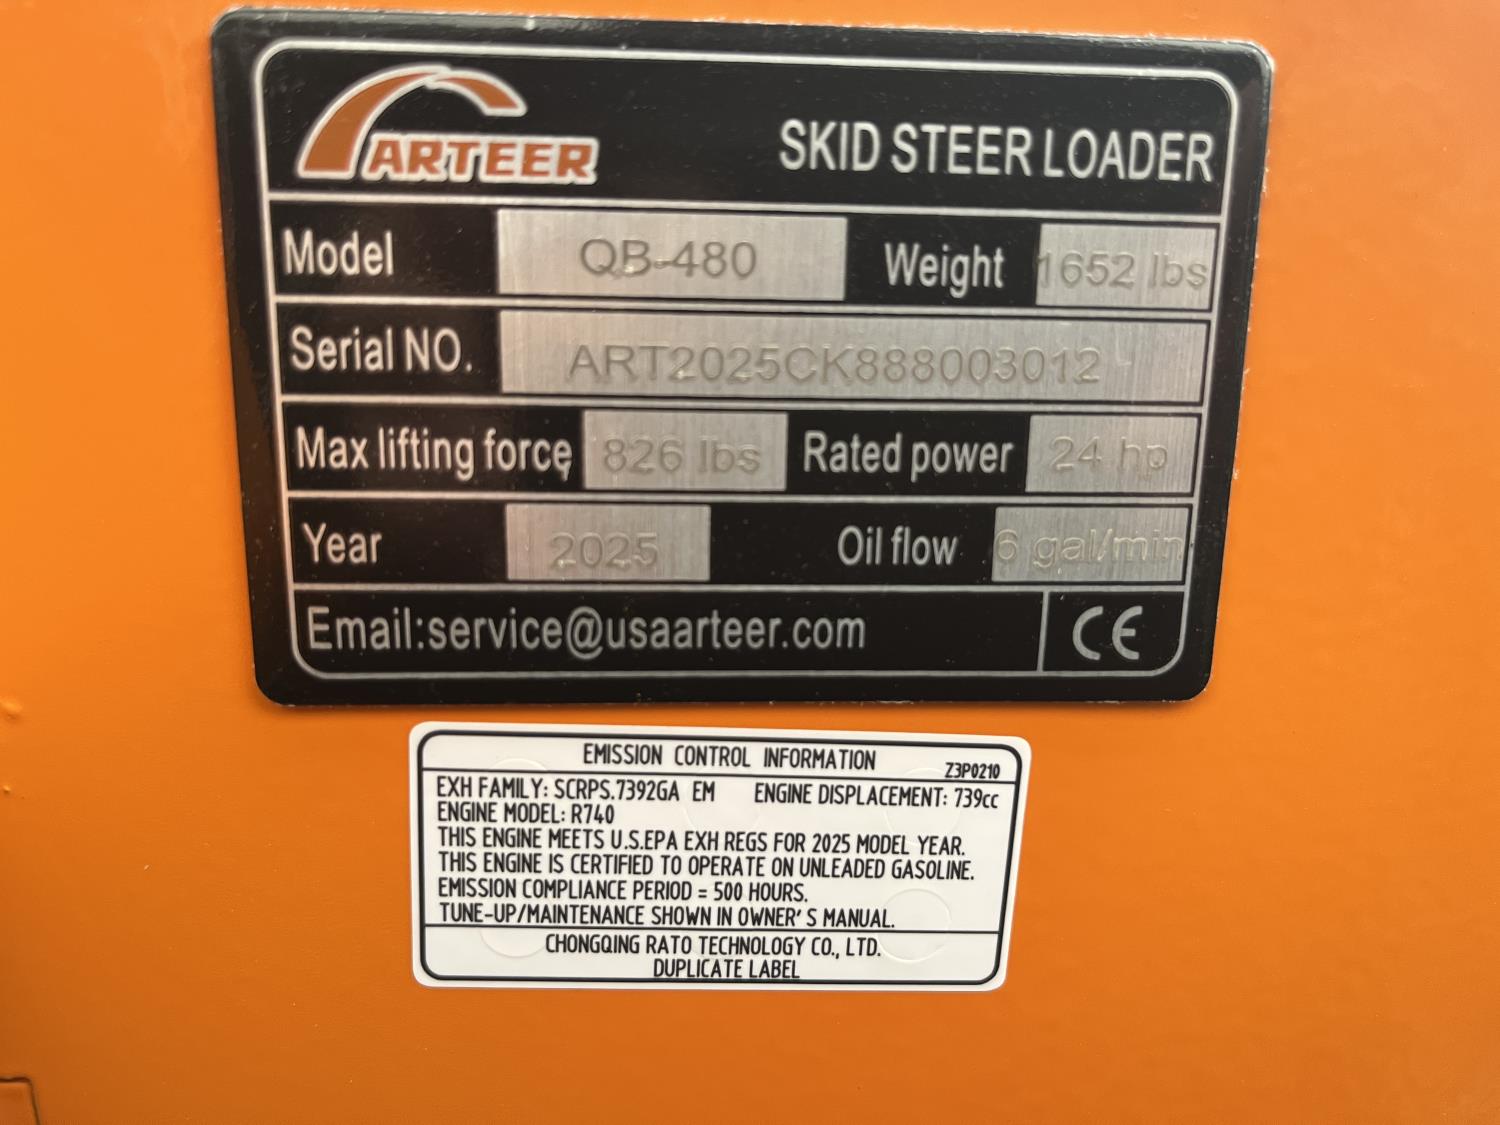 ARTEER
SKID STEER LOADER
Model QB-480 Weight 1652 lbs
Serial NO. ART2025CK888003012
Max lifting force 826 lbs Rated power 24 hp
Year 2025 Oil flow 6 gal/min
Email:service@usaarteer.com CE
EMISSION CONTROL INFORMATION Z3P0210
EXH FAMILY: SCRPS.7392GA EM ENGINE DISPLACEMENT: 739cc
ENGINE MODEL: R740
THIS ENGINE MEETS U.S.EPA EXH REGS FOR 2025 MODEL YEAR.
THIS ENGINE IS CERTIFIED TO OPERATE ON UNLEADED GASOLINE.
EMISSION COMPLIANCE PERIOD = 500 HOURS.
TUNE-UP/MAINTENANCE SHOWN IN OWNER'S MANUAL.
CHONGQING RATO TECHNOLOGY CO., LTD.
DUPLICATE LABEL